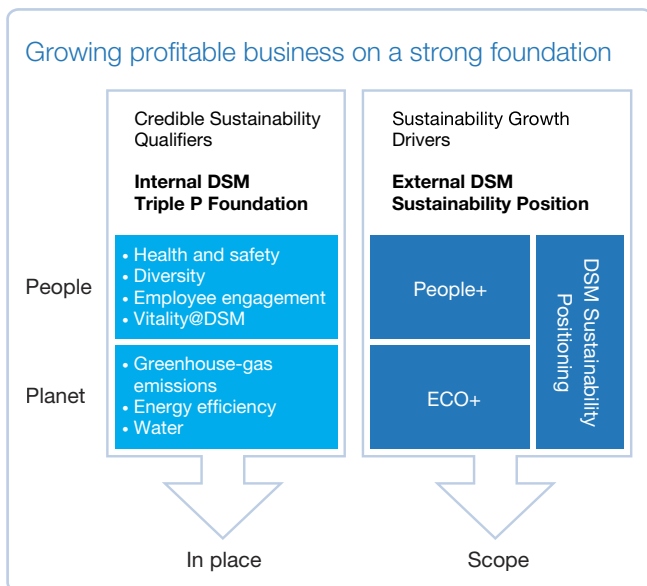 Growing profitable business on a strong foundation
Credible Sustainability
Qualifiers
Internal DSM
Triple P Foundation
Sustainability Growth
Drivers
External DSM
Sustainability Position
People
• Health and safety
• Diversity
• Employee engagement
• Vitality@DSM
People+
DSM Sustainability
Positioning
Planet
• Greenhouse-gas
emissions
• Energy efficiency
• Water
ECO+
In place
Scope